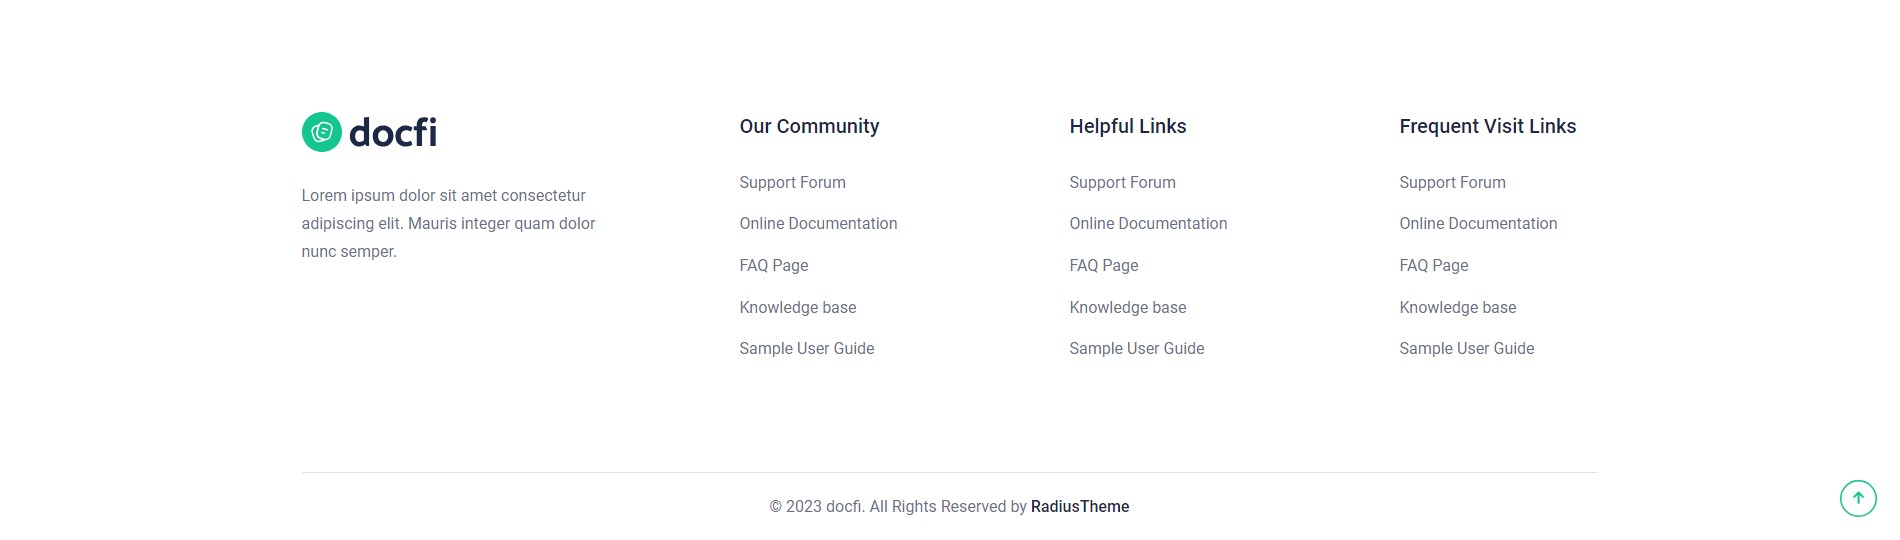 docfi
Lorem ipsum dolor sit amet consectetur
adipiscing elit. Mauris integer quam dolor
nunc semper.
Our Community
Support Forum
Online Documentation
FAQ Page
Knowledge base
Sample User Guide
Helpful Links
Support Forum
Online Documentation
FAQ Page
Knowledge base
Sample User Guide
Frequent Visit Links
Support Forum
Online Documentation
FAQ Page
Knowledge base
Sample User Guide
© 2023 docfi. All Rights Reserved by RadiusTheme